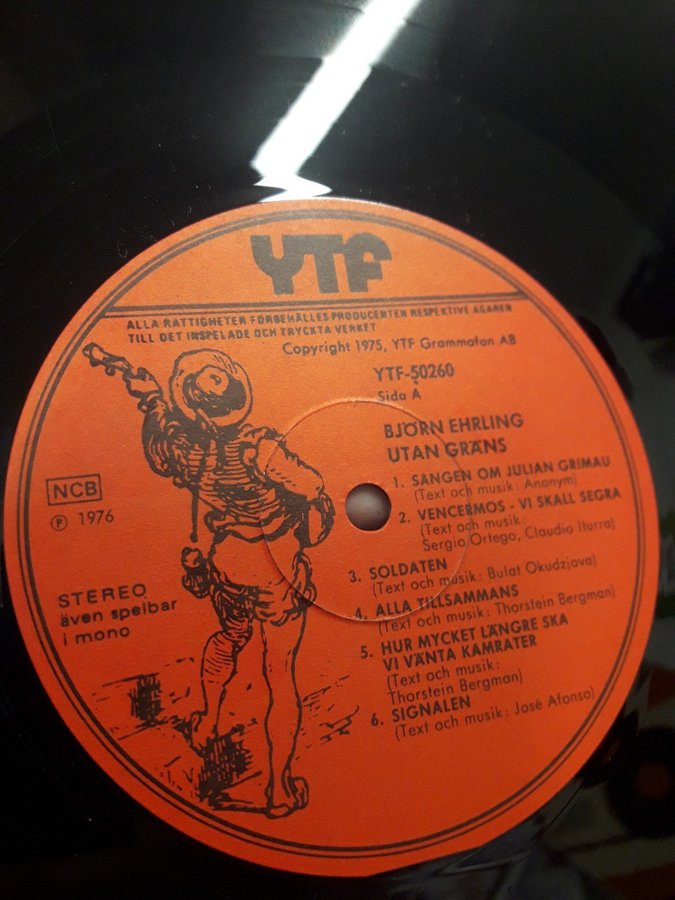 YTF
ALLA RÄTTIGHETER FÖRBEHÅLLES PRODUCENTEN RESPEKTIVE ÄGAREN
TILL DET INSPELADE OCH TRYCKTA VERKET
Copyright 1975, YTF Grammofon AB
YTF-50260
Sida A
BJÖRN EHRLING
UTAN GRÄNS
1. SÅNGEN OM JULIAN GRIMAU
(Text och musik: Anonym)
2. VENCERMOS - VI SKALL SEGRA
(Text och musik:
Sergio Ortego, Claudio Iturra)
3. SOLDATEN
(Text och musik: Bulat Okudzjava)
4. ALLA TILLSAMMANS
(Text och musik: Thorstein Bergman)
5. HUR MYCKET LÄNGRE SKA
VI VÄNTA KAMRATER
(Text och musik:
Thorstein Bergman)
6. SIGNALEN
(Text och musik: José Afonso)
NCB
℗ 1976
STEREO
även spelbar
i mono